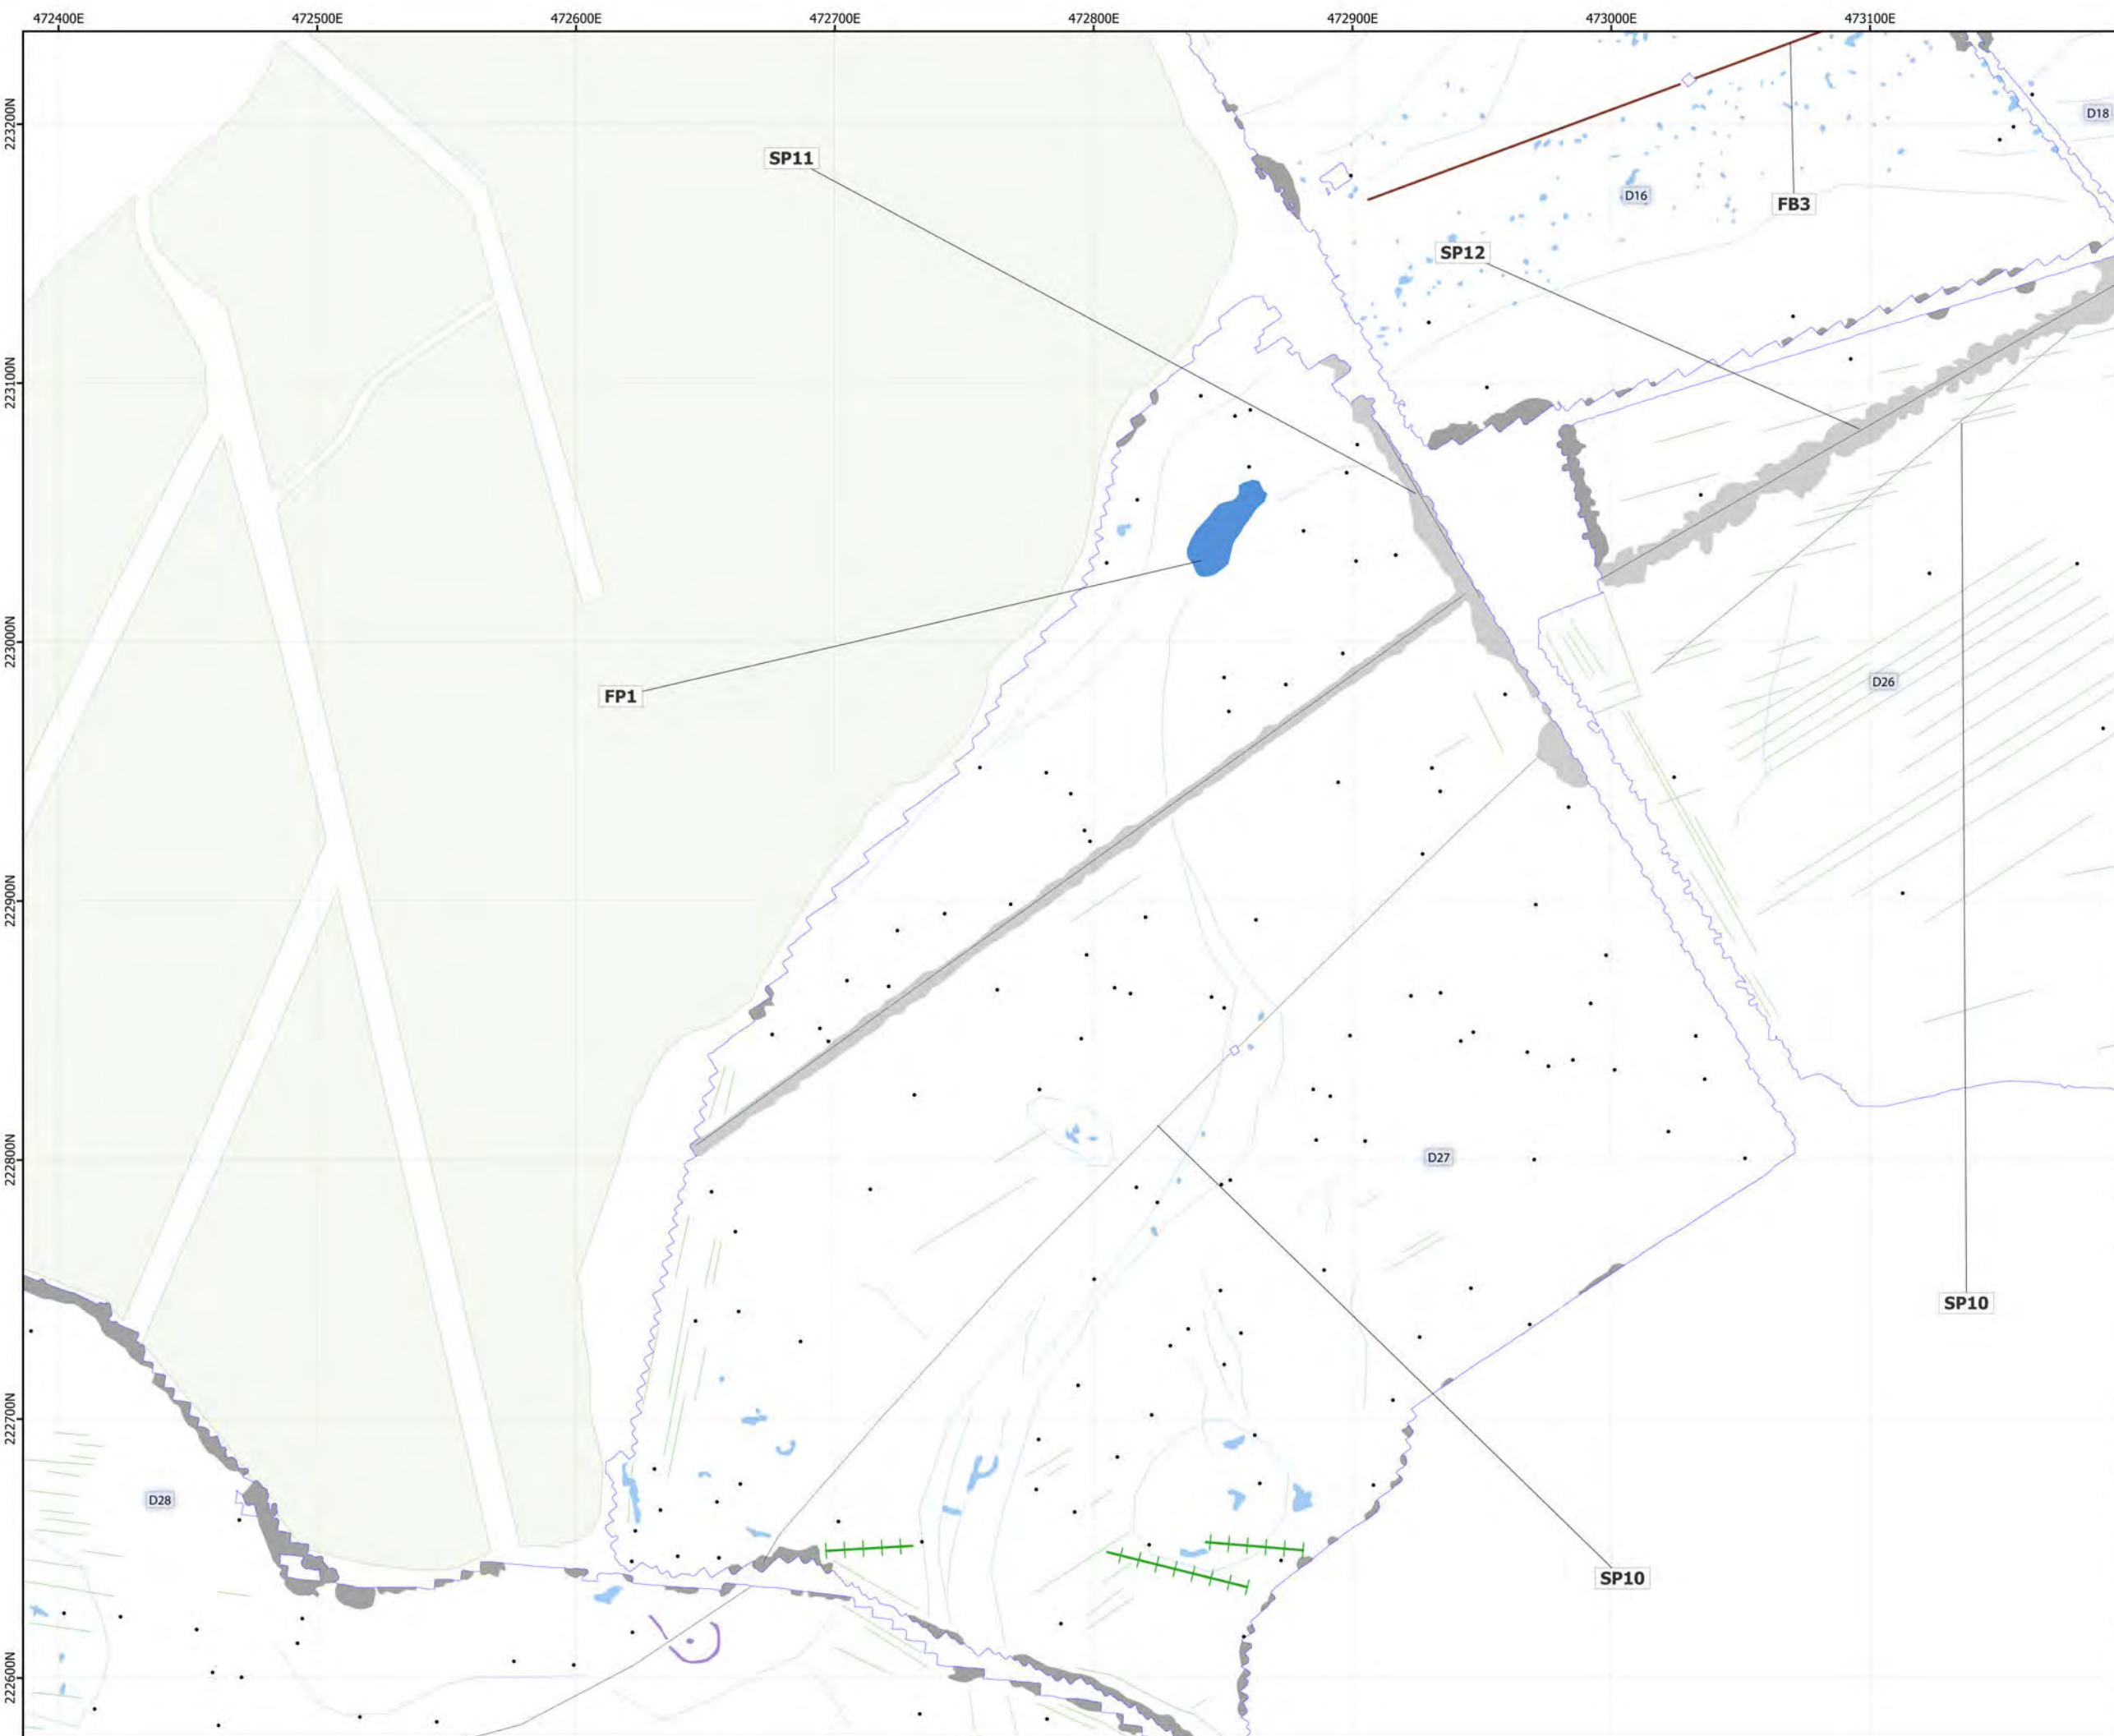 472400E
472500E
472600E
472700E
472800E
472900E
473000E
473100E
223200N
D18
SP11
D16
FB3
SP12
223100N
223000N
D26
FP1
222900N
222800N
D27
SP10
222700N
D28
SP10
222600N